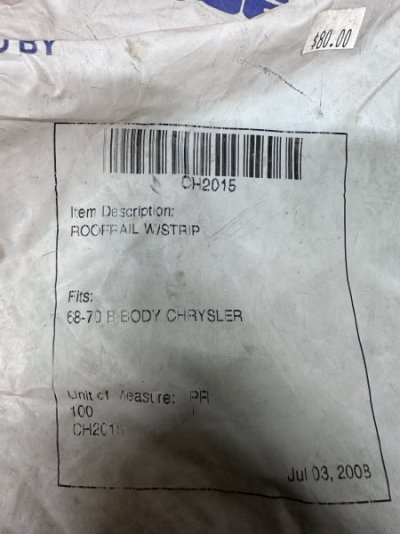 BY
$80.00
CH2015
Item Description:
ROOFRAIL W/STRIP
Fits:
68-70 B BODY CHRYSLER
Unit of Measure: PR
100
CH2015
Jul 03, 2008